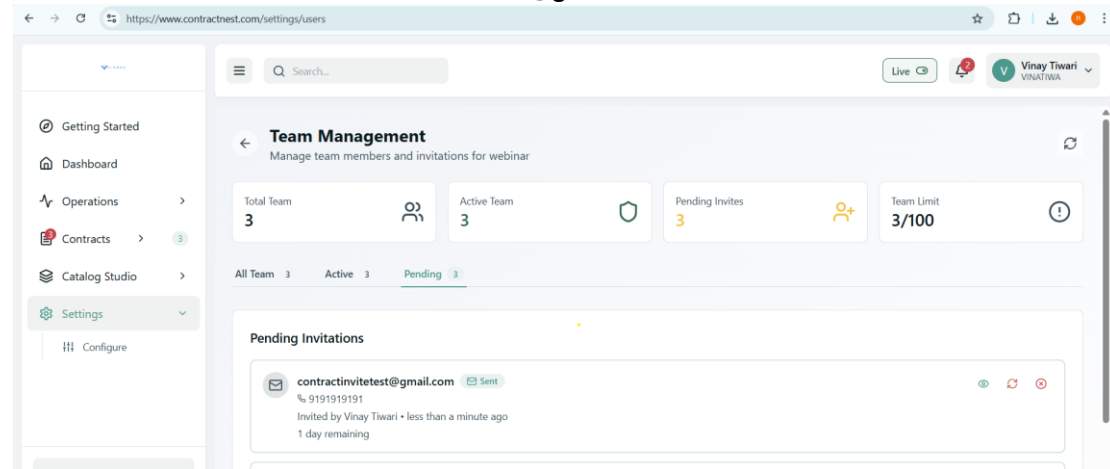 https://www.contractnest.com/settings/users
Search...
Live
2
V
Vinay Tiwari
VINATIWA
Getting Started
Dashboard
Operations
3
Contracts
3
Catalog Studio
Settings
Configure
Team Management
Manage team members and invitations for webinar
Total Team
3
Active Team
3
Pending Invites
3
Team Limit
3/100
All Team 3
Active 3
Pending 3
Pending Invitations
contractinvitetest@gmail.com
Sent
9191919191
Invited by Vinay Tiwari • less than a minute ago
1 day remaining